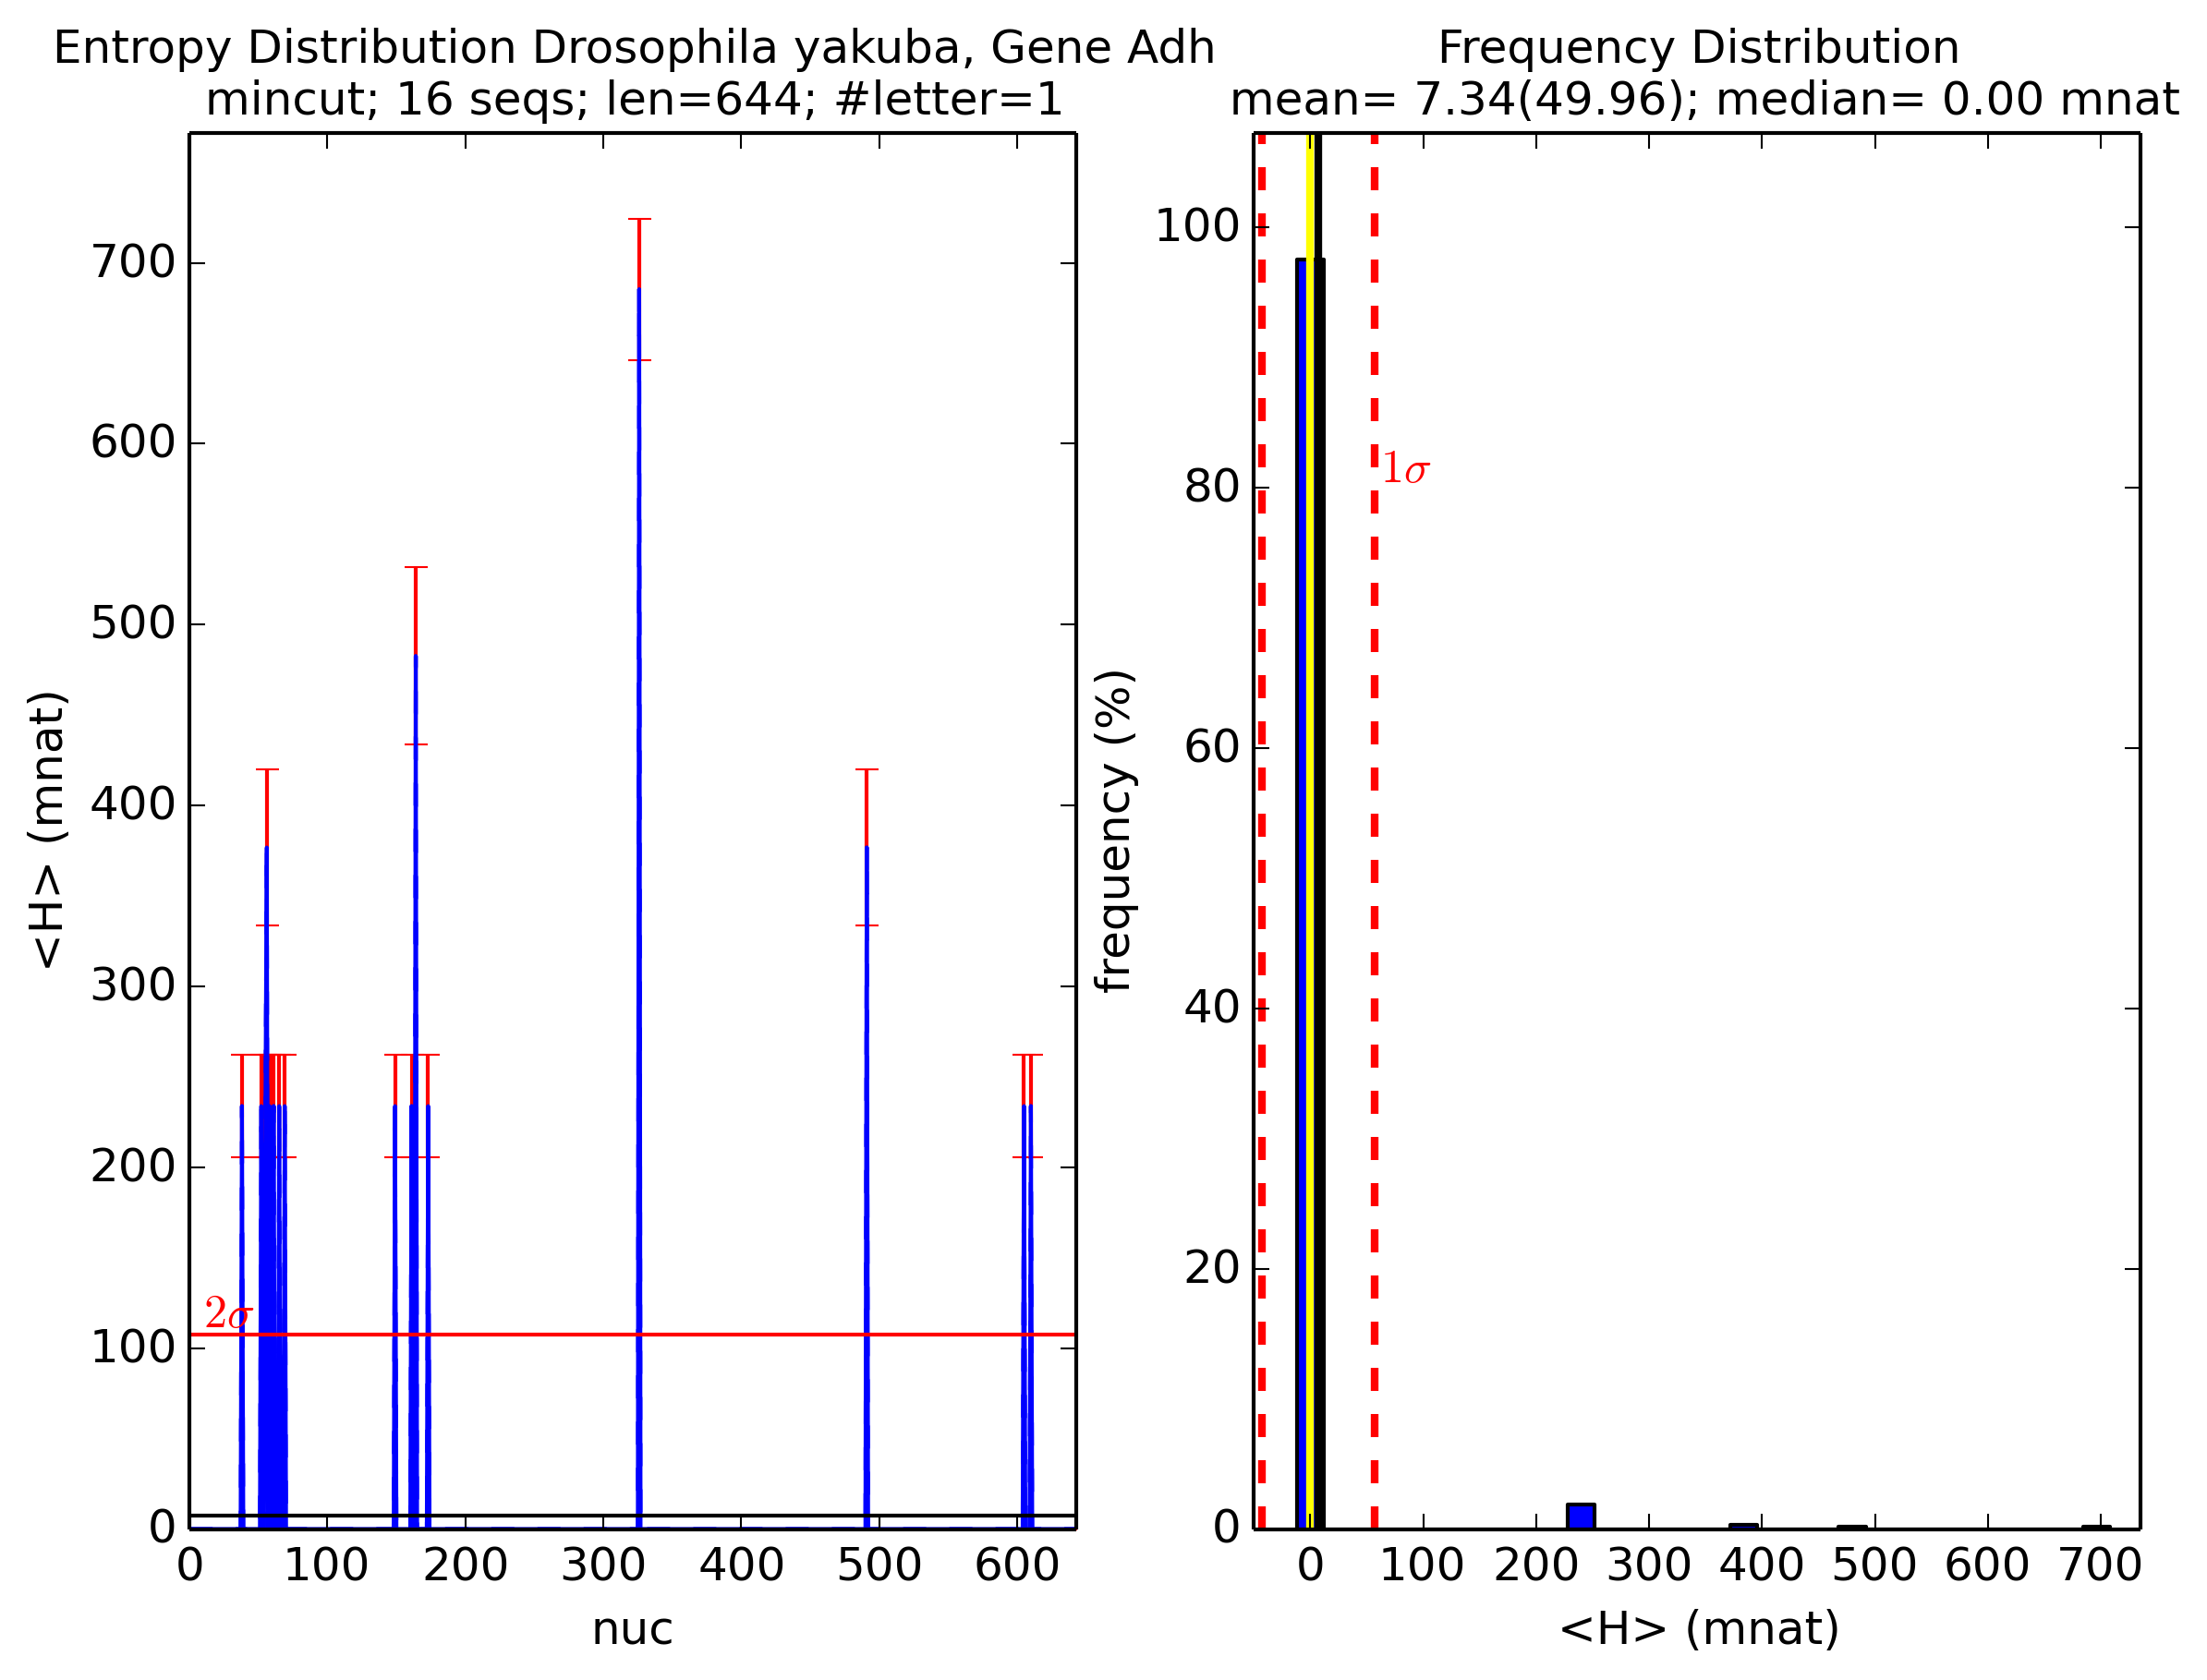 Entropy Distribution Drosophila yakuba, Gene Adh
mincut; 16 seqs; len=644; #letter=1
<H> (mnat)
700
600
500
400
300
200
100
0
2σ
0 100 200 300 400 500 600
nuc
Frequency Distribution
mean= 7.34(49.96); median= 0.00 mnat
frequency (%)
100
80
60
40
20
0
1σ
0 100 200 300 400 500 600 700
<H> (mnat)